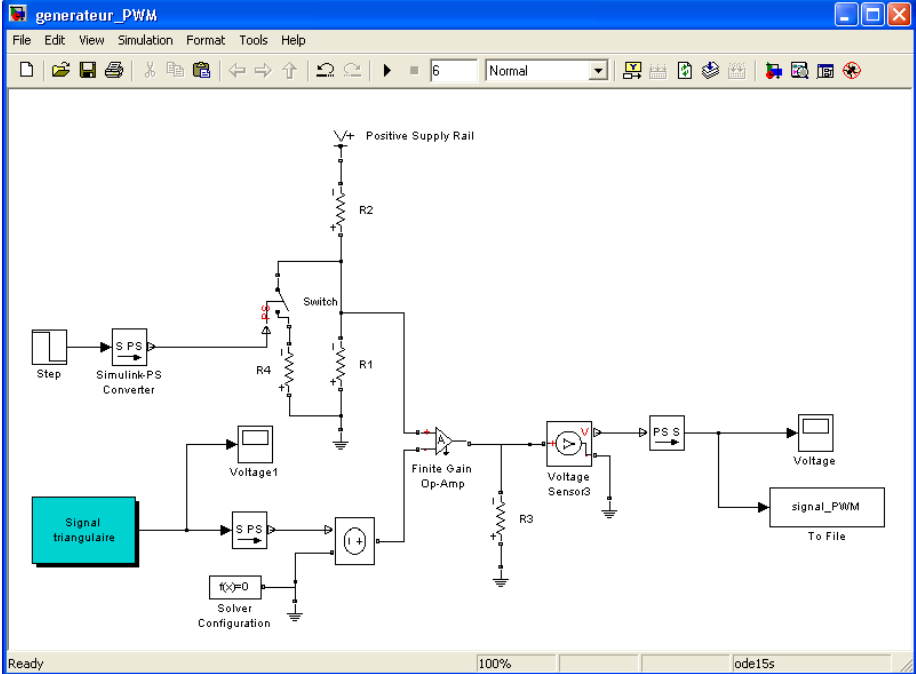 generateur_PWM
File Edit View Simulation Format Tools Help
6 Normal
V+ Positive Supply Rail
R2
Switch
PS
S PS
Step
Simulink-PS
Converter
R4
R1
Voltage1
A
Finite Gain
Op-Amp
V
Voltage
Sensor3
PS S
Voltage
R3
signal_PWM
To File
Signal
triangulaire
S PS
f(x)=0
Solver
Configuration
Ready 100% ode15s